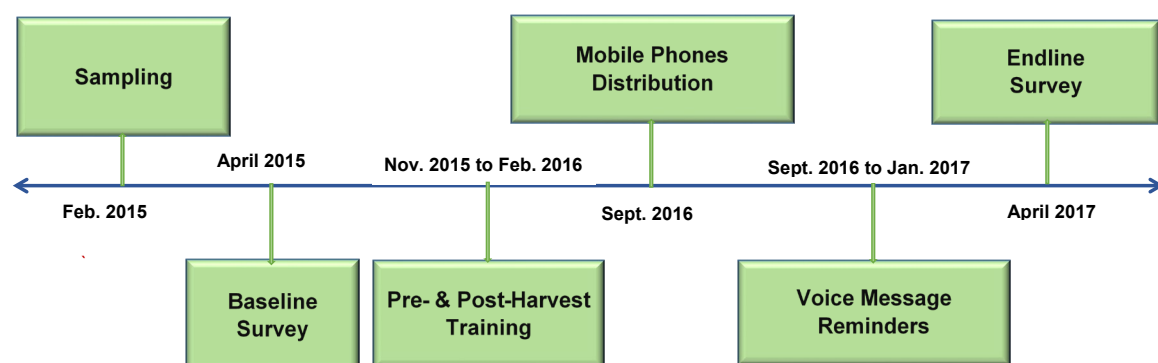 Sampling
Mobile Phones
Distribution
Endline
Survey
April 2015
Nov. 2015 to Feb. 2016
Sept. 2016 to Jan. 2017
Feb. 2015
Sept. 2016
April 2017
Baseline
Survey
Pre- & Post-Harvest
Training
Voice Message
Reminders